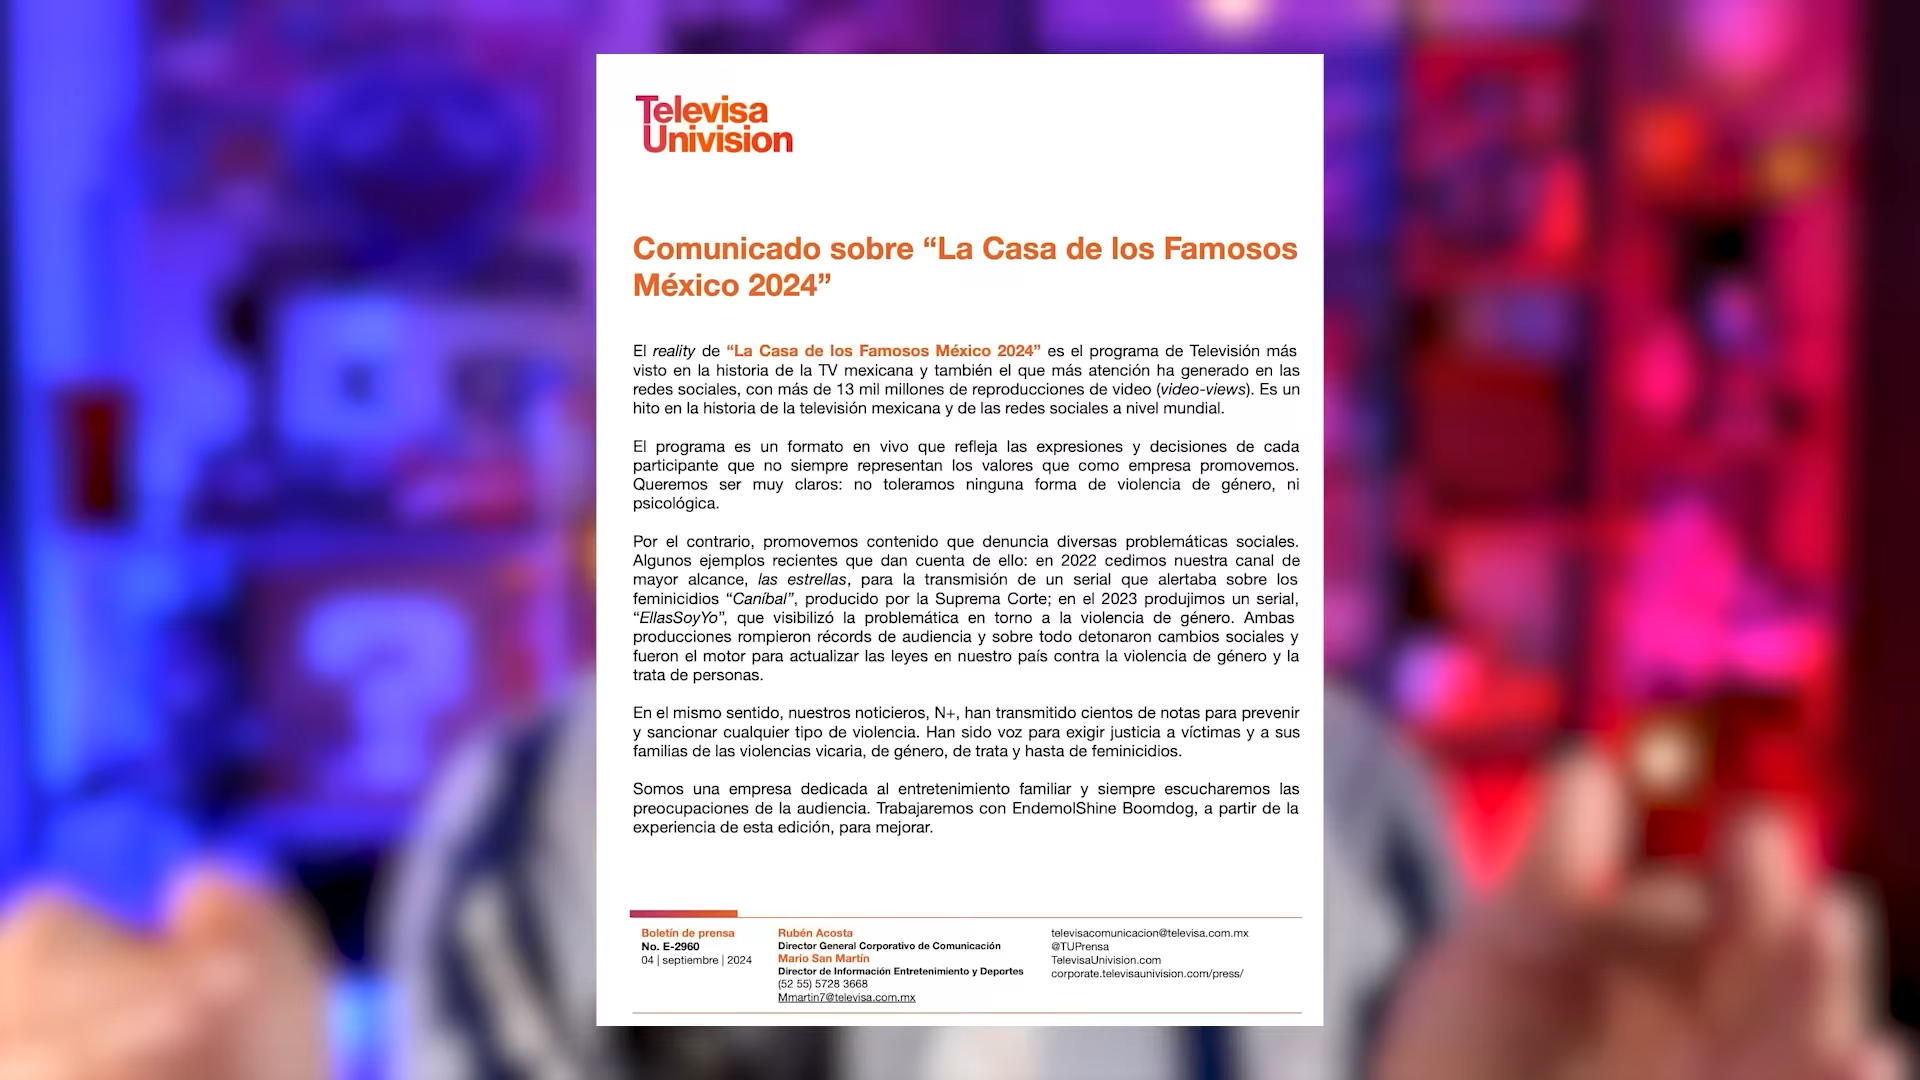 Televisa
Univision
Comunicado sobre “La Casa de los Famosos
México 2024”
El reality de “La Casa de los Famosos México 2024” es el programa de Televisión más
visto en la historia de la TV mexicana y también el que más atención ha generado en las
redes sociales, con más de 13 mil millones de reproducciones de video (video-views). Es un
hito en la historia de la televisión mexicana y de las redes sociales a nivel mundial.
El programa es un formato en vivo que refleja las expresiones y decisiones de cada
participante que no siempre representan los valores que como empresa promovemos.
Queremos ser muy claros: no toleramos ninguna forma de violencia de género, ni
psicológica.
Por el contrario, promovemos contenido que denuncia diversas problemáticas sociales.
Algunos ejemplos recientes que dan cuenta de ello: en 2022 cedimos nuestra canal de
mayor alcance, las estrellas, para la transmisión de un serial que alertaba sobre los
feminicidios “Caníbal”, producido por la Suprema Corte; en el 2023 produjimos un serial,
“EllasSoyYo”, que visibilizó la problemática en torno a la violencia de género. Ambas
producciones rompieron récords de audiencia y sobre todo detonaron cambios sociales y
fueron el motor para actualizar las leyes en nuestro país contra la violencia de género y la
trata de personas.
En el mismo sentido, nuestros noticieros, N+, han transmitido cientos de notas para prevenir
y sancionar cualquier tipo de violencia. Han sido voz para exigir justicia a víctimas y a sus
familias de las violencias vicaria, de género, de trata y hasta de feminicidios.
Somos una empresa dedicada al entretenimiento familiar y siempre escucharemos las
preocupaciones de la audiencia. Trabajaremos con EndemolShine Boomdog, a partir de la
experiencia de esta edición, para mejorar.
Boletín de prensa
No. E-2960
04 | septiembre | 2024
Rubén Acosta
Director General Corporativo de Comunicación
Mario San Martín
Director de Información Entretenimiento y Deportes
(52 55) 5728 3668
Mmartin7@televisa.com.mx
televisacomunicacion@televisa.com.mx
@TUPrensa
TelevisaUnivision.com
corporate.televisaunivision.com/press/